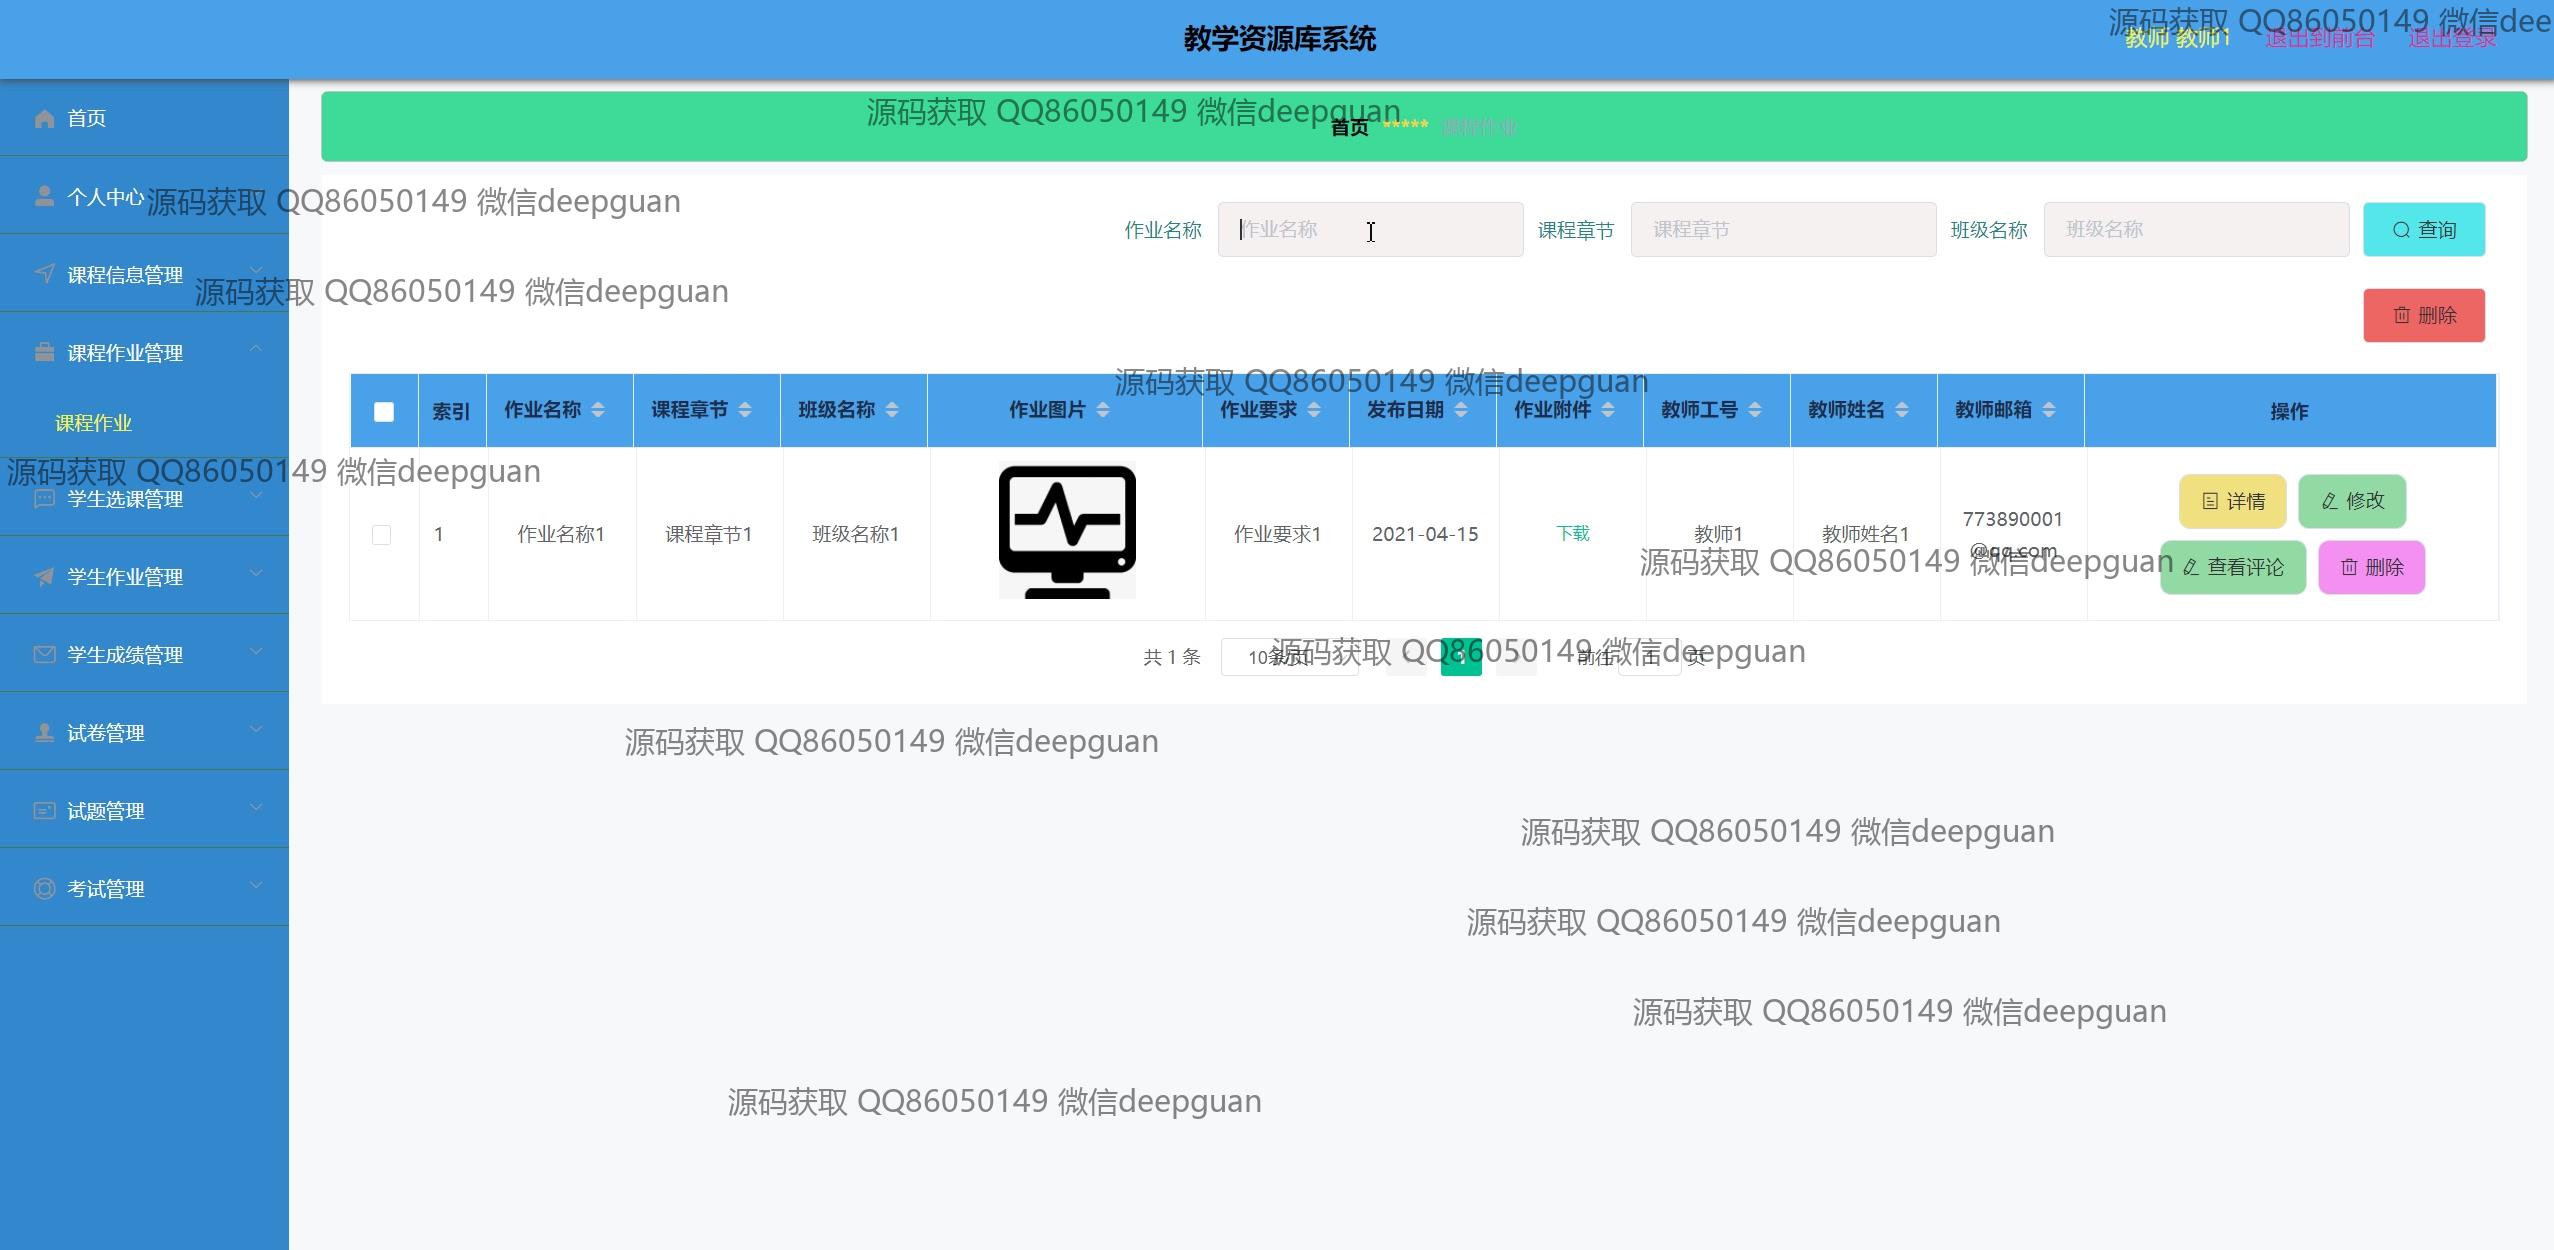 教学资源库系统
源码获取 QQ86050149 微信dee
教师 教师1 退出到前台 退出登录
首页
个人中心
课程信息管理
课程作业管理
课程作业
学生选课管理
学生作业管理
学生成绩管理
试卷管理
试题管理
考试管理
源码获取 QQ86050149 微信deepguan
首页 ***** 课程作业
源码获取 QQ86050149 微信deepguan
作业名称 作业名称 课程章节 课程章节 班级名称 班级名称 查询
源码获取 QQ86050149 微信deepguan
删除
源码获取 QQ86050149 微信deepguan
索引 作业名称 课程章节 班级名称 作业图片 作业要求 发布日期 作业附件 教师工号 教师姓名 教师邮箱 操作
源码获取 QQ86050149 微信deepguan
1 作业名称1 课程章节1 班级名称1 作业要求1 2021-04-15 下载 教师1 教师姓名1 773890001
@qq.com
详情 修改
查看评论 删除
源码获取 QQ86050149 微信deepguan
共 1 条 10条/页 1 前往 1 页
源码获取 QQ86050149 微信deepguan
源码获取 QQ86050149 微信deepguan
源码获取 QQ86050149 微信deepguan
源码获取 QQ86050149 微信deepguan
源码获取 QQ86050149 微信deepguan
源码获取 QQ86050149 微信deepguan